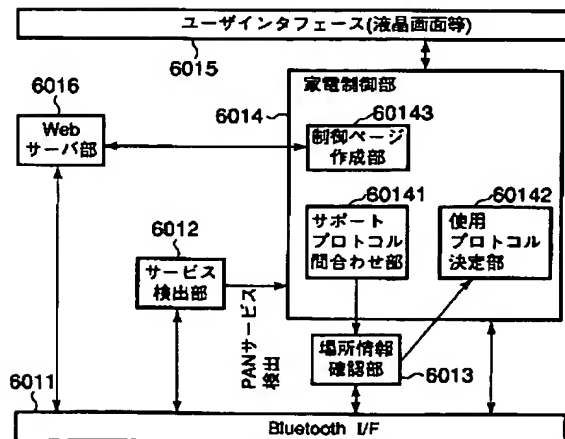 ユーザインタフェース(液晶画面等)
6015
6016
Web
サーバ部
6014
家電制御部
60143
制御ページ
作成部
60141
サポート
プロトコル
問合わせ部
60142
使用
プロトコル
決定部
6012
サービス
検出部
PANサービス
検出
場所情報
確認部
6013
6011
Bluetooth I/F